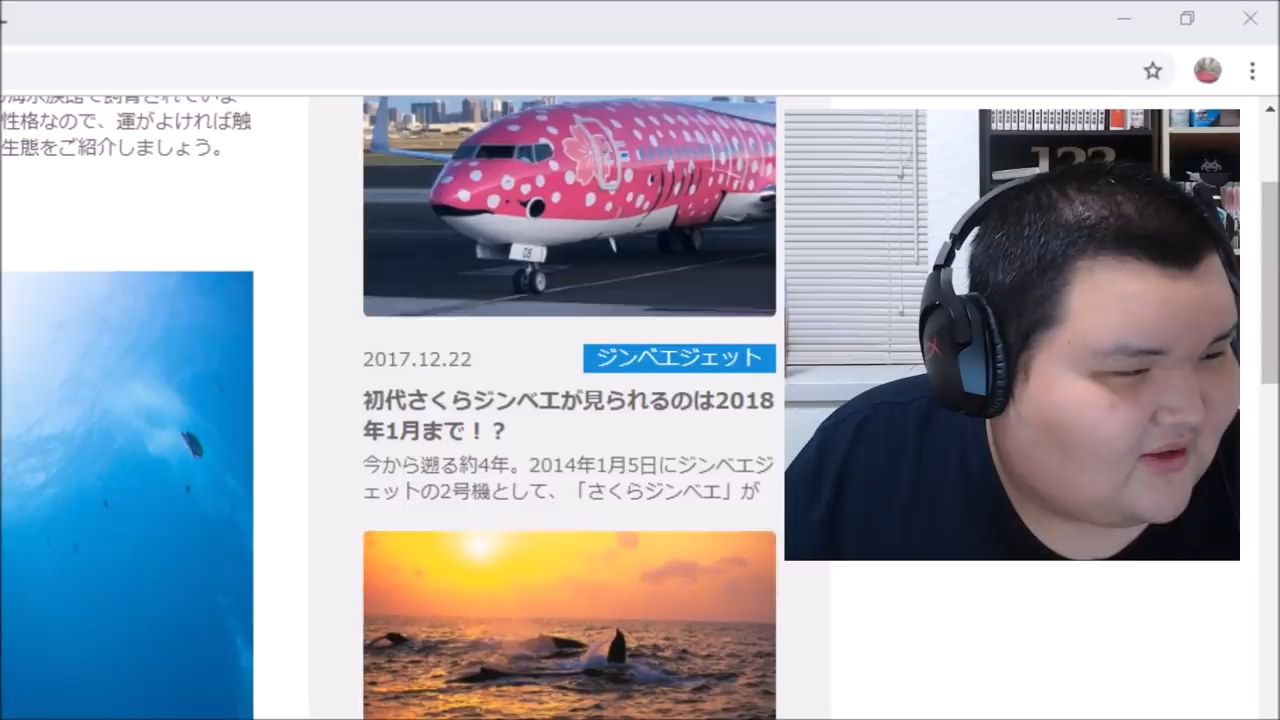 性格なので、運がよければ触
生態をご紹介しましょう。
08
2017.12.22
ジンベエジェット
初代さくらジンベエが見られるのは2018
年1月まで！？
今から遡る約4年。2014年1月5日にジンベエジ
ェットの2号機として、「さくらジンベエ」が
123